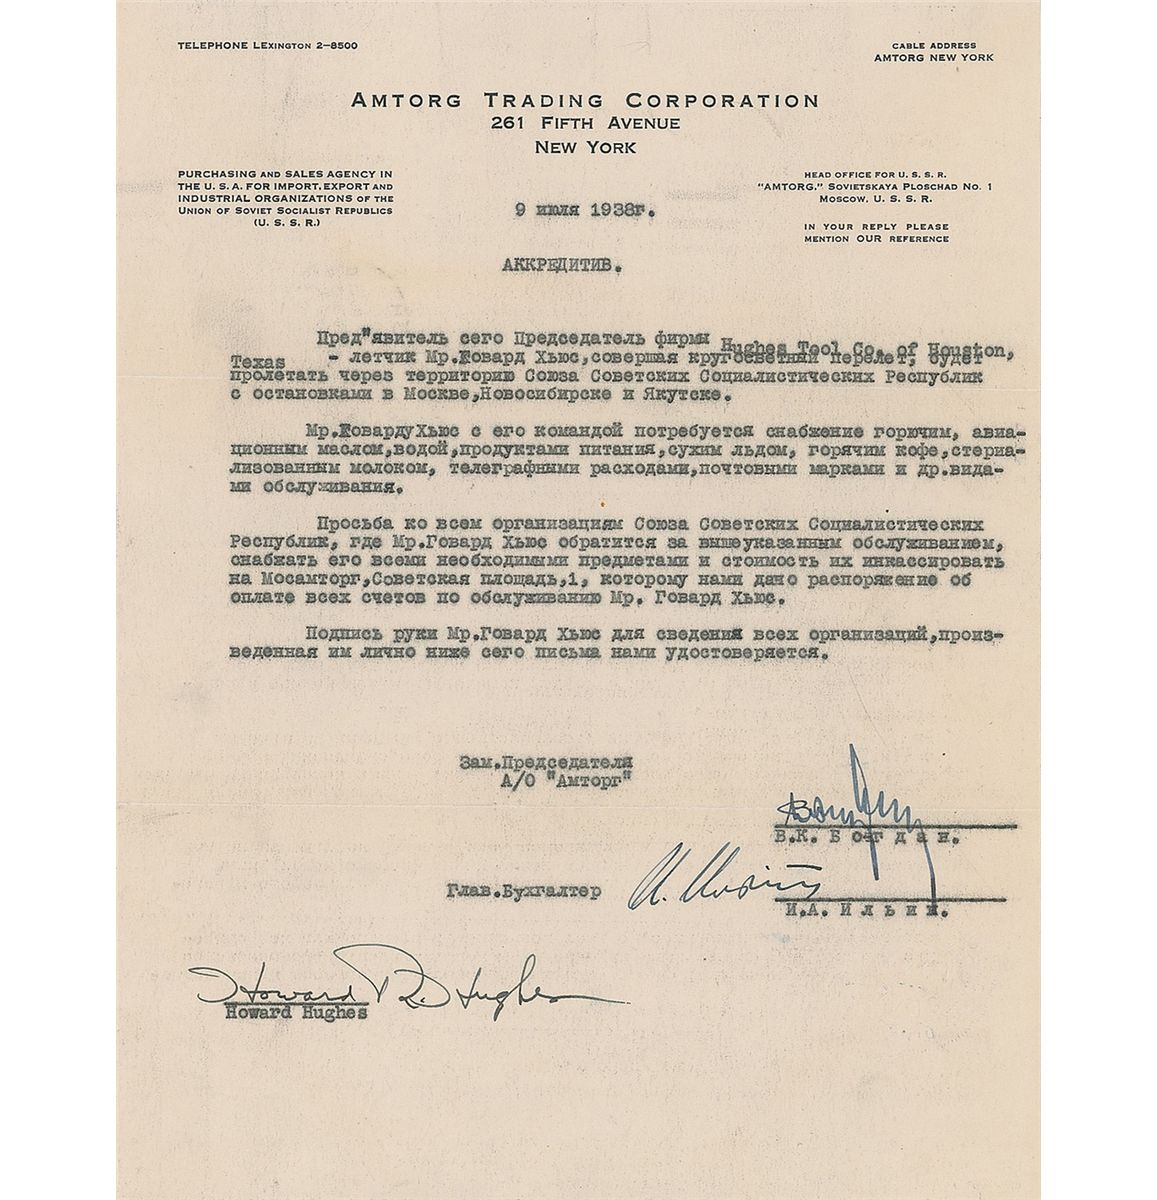 TELEPHONE LEXINGTON 2-8500
CABLE ADDRESS
AMTORG NEW YORK
AMTORG TRADING CORPORATION
261 FIFTH AVENUE
NEW YORK
PURCHASING AND SALES AGENCY IN
THE U. S. A. FOR IMPORT, EXPORT AND
INDUSTRIAL ORGANIZATIONS OF THE
UNION OF SOVIET SOCIALIST REPUBLICS
(U. S. S. R.)
HEAD OFFICE FOR U. S. S. R.
"AMTORG," SOVIETSKAYA PLOSCHAD NO. 1
MOSCOW, U. S. S. R.
IN YOUR REPLY PLEASE
MENTION OUR REFERENCE
9 июля 1938г.
АККРЕДИТИВ.
Пред"явитель сего Председатель фирмы Hughes Tool Co. of Houston,
Texas - летчик Мр.Говард Хьюс,совершая кругосветный перелет, будет
пролетать через территорию Союза Советских Социалистических Республик
с остановками в Москве,Новосибирске и Якутске.
Мр.Говарду Хьюс с его командой потребуется снабжение горючим, авиа-
ционным маслом,водой,продуктами питания,сухим льдом, горячим кофе,стериа-
лизованным молоком, телеграфными расходами,почтовыми марками и др.вида-
ми обслуживания.
Просьба ко всем организациям Союза Советских Социалистических
Республик, где Мр.Говард Хьюс обратится за вышеуказанным обслуживанием,
снабжать его всеми необходимыми предметами и стоимость их инкассировать
на Мосамторг,Советская площадь,1, которому нами дано распоряжение об
оплате всех счетов по обслуживанию Мр. Говард Хьюс.
Подпись руки Мр.Говард Хьюс для сведения всех организаций,произ-
веденная им лично ниже сего письма нами удостоверяется.
Зам.Председателя
А/О "Амторг"
В.К. Богдан.
Глав.Бухгалтер
И.А. Ильин.
Howard R. Hughes
Howard Hughes